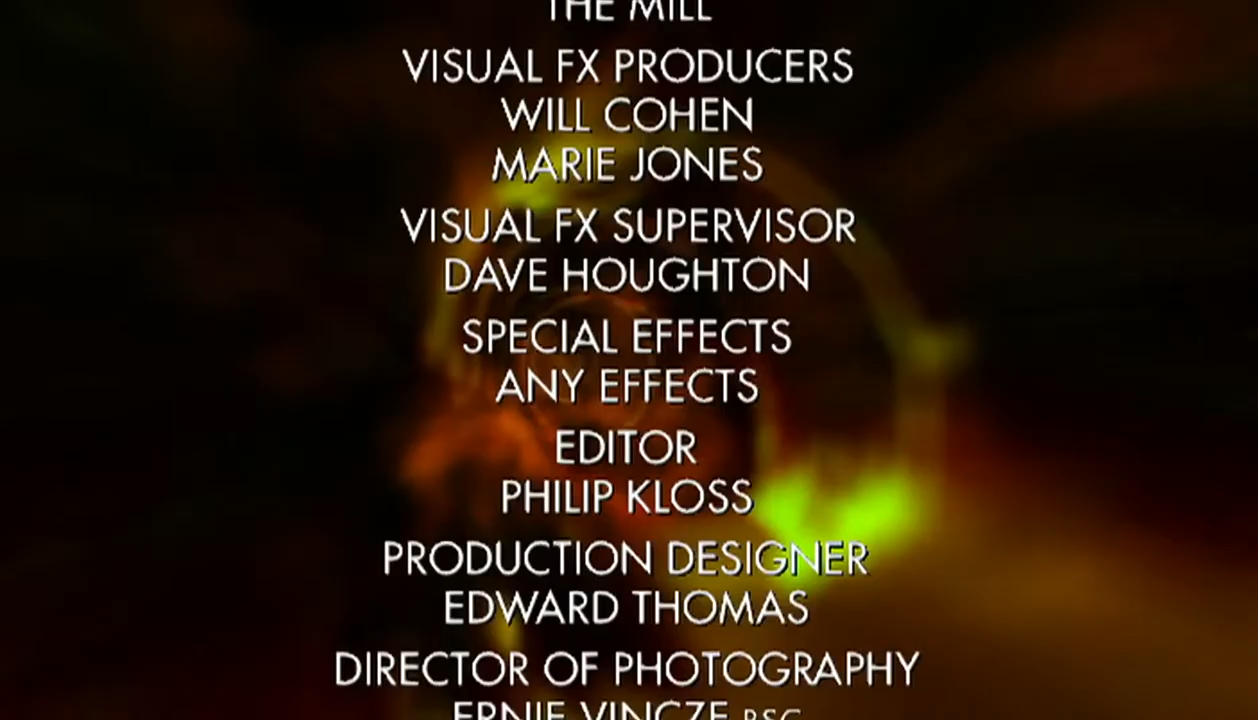 THE MILL
VISUAL FX PRODUCERS
WILL COHEN
MARIE JONES
VISUAL FX SUPERVISOR
DAVE HOUGHTON
SPECIAL EFFECTS
ANY EFFECTS
EDITOR
PHILIP KLOSS
PRODUCTION DESIGNER
EDWARD THOMAS
DIRECTOR OF PHOTOGRAPHY
ERNIE VINCZE BSC